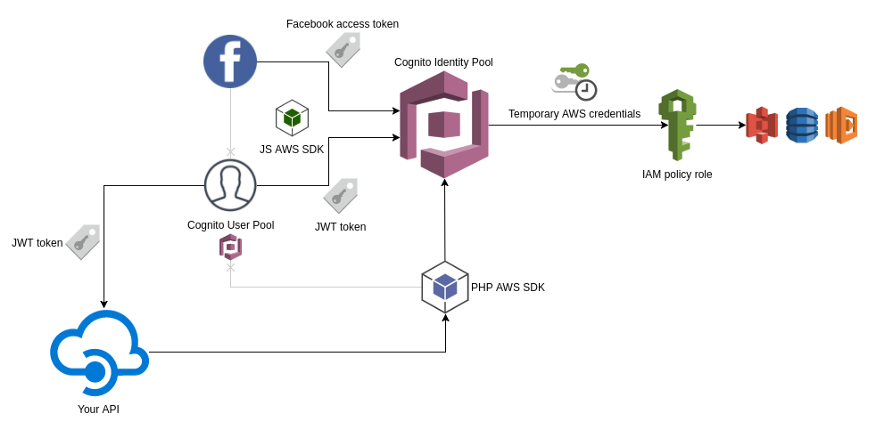 Facebook access token
Cognito Identity Pool
Temporary AWS credentials
JS AWS SDK
IAM policy role
Cognito User Pool
JWT token
JWT token
PHP AWS SDK
Your API